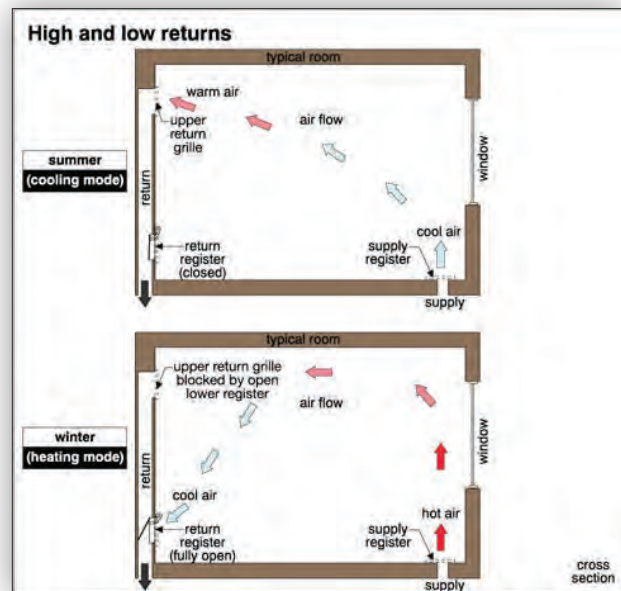 High and low returns
typical room
warm air
upper
return
grille
air flow
summer
(cooling mode)
return
window
cool air
return
register
(closed)
supply
register
supply
typical room
upper return grille
blocked by open
lower register
air flow
winter
(heating mode)
return
window
cool air
hot air
return
register
(fully open)
supply
register
supply
cross
section